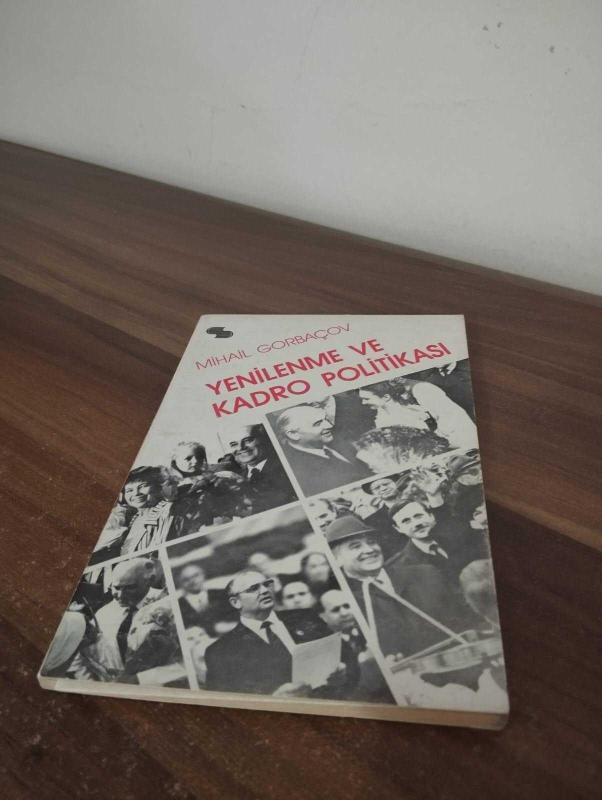 MİHAİL GORBAÇOV
YENİLENME VE
KADRO POLİTİKASI